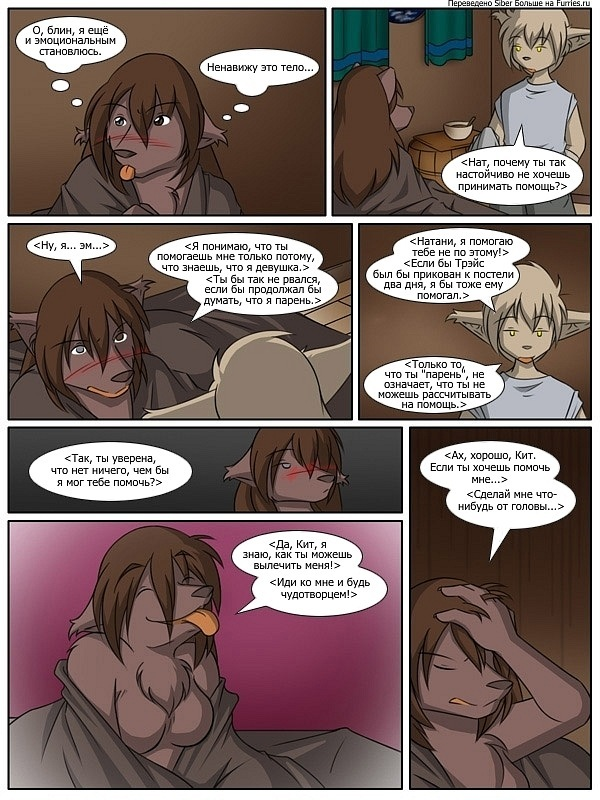 Переведено Siber Больше на Furries.ru
О, блин, я ещё
и эмоциональным
становлюсь.
Ненавижу это тело...
<Нат, почему ты так
настойчиво не хочешь
принимать помощь?>
<Ну, я... эм...>
<Я понимаю, что ты
помогаешь мне только потому,
что знаешь, что я девушка.>
<Ты бы так не рвался,
если бы продолжал бы
думать, что я парень.>
<Натани, я помогаю
тебе не по этому!>
<Если бы Трэйс
был бы прикован к постели
два дня, я бы тоже ему
помогал.>
<Только то,
что ты "парень", не
означает, что ты не
можешь рассчитывать
на помощь.>
<Так, ты уверена,
что нет ничего, чем бы
я мог тебе помочь?>
<Да, Кит, я
знаю, как ты можешь
вылечить меня!>
<Иди ко мне и будь
чудотворцем!>
<Ах, хорошо, Кит.
Если ты хочешь помочь
мне...>
<Сделай мне что-
нибудь от головы...>